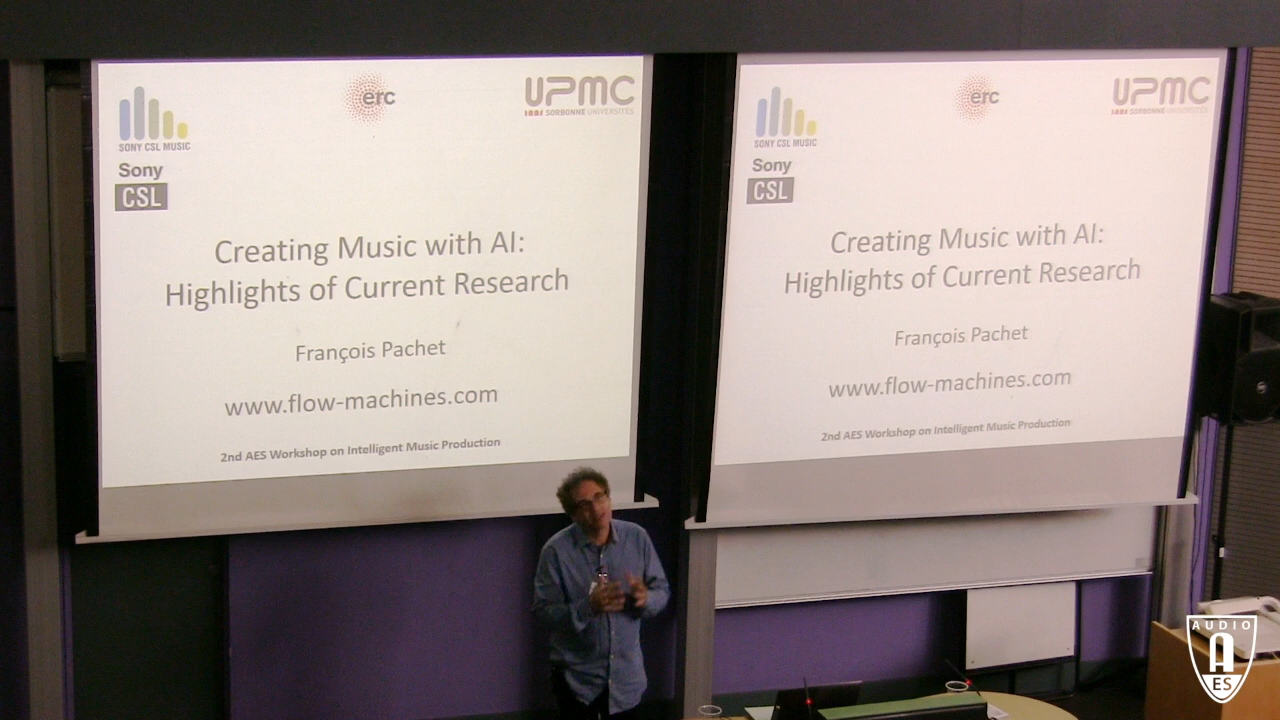 SONY CSL MUSIC
Sony
CSL
erc
UPMC
SORBONNE UNIVERSITÉS
Creating Music with AI:
Highlights of Current Research
François Pachet
www.flow-machines.com
2nd AES Workshop on Intelligent Music Production
SONY CSL MUSIC
Sony
CSL
erc
UPMC
SORBONNE UNIVERSITÉS
Creating Music with AI:
Highlights of Current Research
François Pachet
www.flow-machines.com
2nd AES Workshop on Intelligent Music Production
AUDIO
A
ES